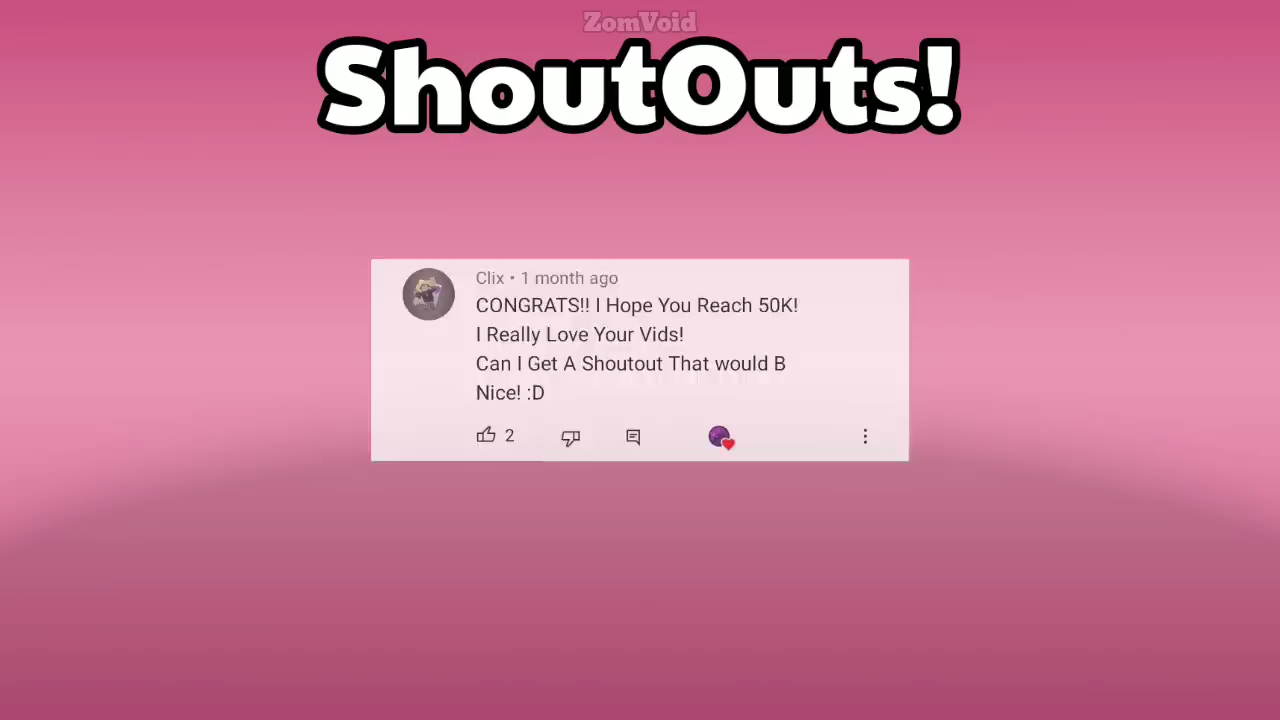 ZomVoid
ShoutOuts!
Clix • 1 month ago
CONGRATS!! I Hope You Reach 50K!
I Really Love Your Vids!
Can I Get A Shoutout That would B
Nice! :D
2